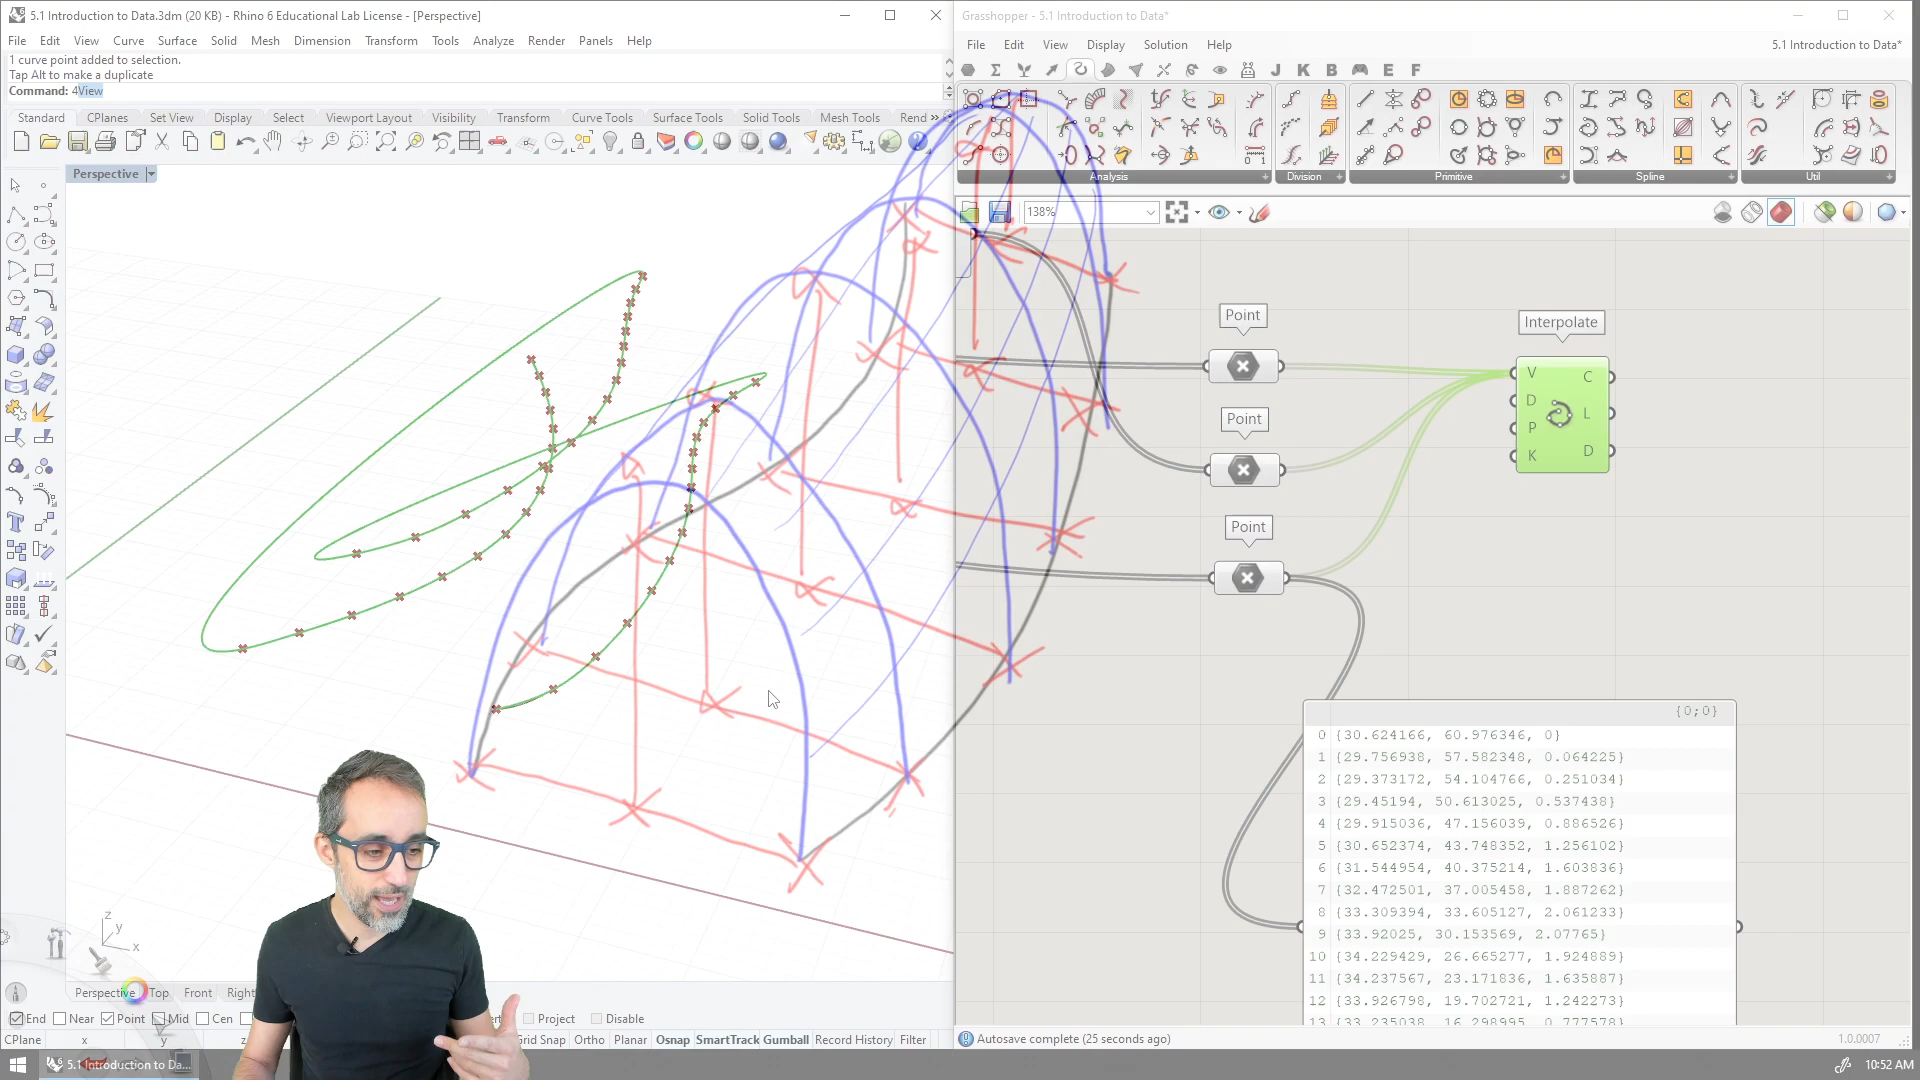 5.1 Introduction to Data.3dm (20 KB) - Rhino 6 Educational Lab License - [Perspective]
File Edit View Curve Surface Solid Mesh Dimension Transform Tools Analyze Render Panels Help
1 curve point added to selection.
Tap Alt to make a duplicate
Command: 4View
Standard CPlanes Set View Display Select Viewport Layout Visibility Transform Curve Tools Surface Tools Solid Tools Mesh Tools Rend »
Perspective
z
y
x
Perspective Top Front Right
End Near Point Mid Cen Project Disable
CPlane x y z Grid Snap Ortho Planar Osnap SmartTrack Gumball Record History Filter
5.1 Introduction to Da...
Grasshopper - 5.1 Introduction to Data*
File Edit View Display Solution Help 5.1 Introduction to Data*
J K B E F
Analysis Division Primitive Spline Util
138%
Point
Interpolate
V C
D L
P D
K
Point
Point
{0;0}
0 {30.624166, 60.976346, 0}
1 {29.756938, 57.582348, 0.064225}
2 {29.373172, 54.104766, 0.251034}
3 {29.45194, 50.613025, 0.537438}
4 {29.915036, 47.156039, 0.886526}
5 {30.652374, 43.748352, 1.256102}
6 {31.544954, 40.375214, 1.603836}
7 {32.472501, 37.005458, 1.887262}
8 {33.309394, 33.605127, 2.061233}
9 {33.92025, 30.153569, 2.07765}
10 {34.229429, 26.665277, 1.924889}
11 {34.237567, 23.171836, 1.635887}
12 {33.926798, 19.702721, 1.242273}
13 {33.235038, 16.298995, 0.777578}
Autosave complete (25 seconds ago) 1.0.0007
10:52 AM